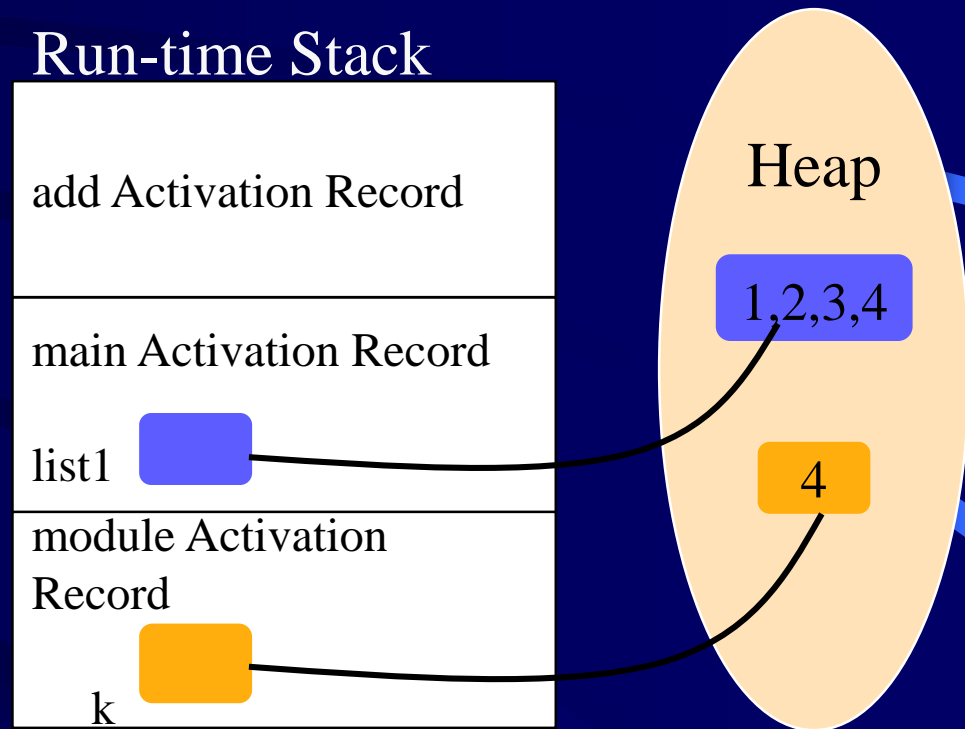 Run-time Stack
add Activation Record
main Activation Record
list1
module Activation
Record
k
Heap
1,2,3,4
4